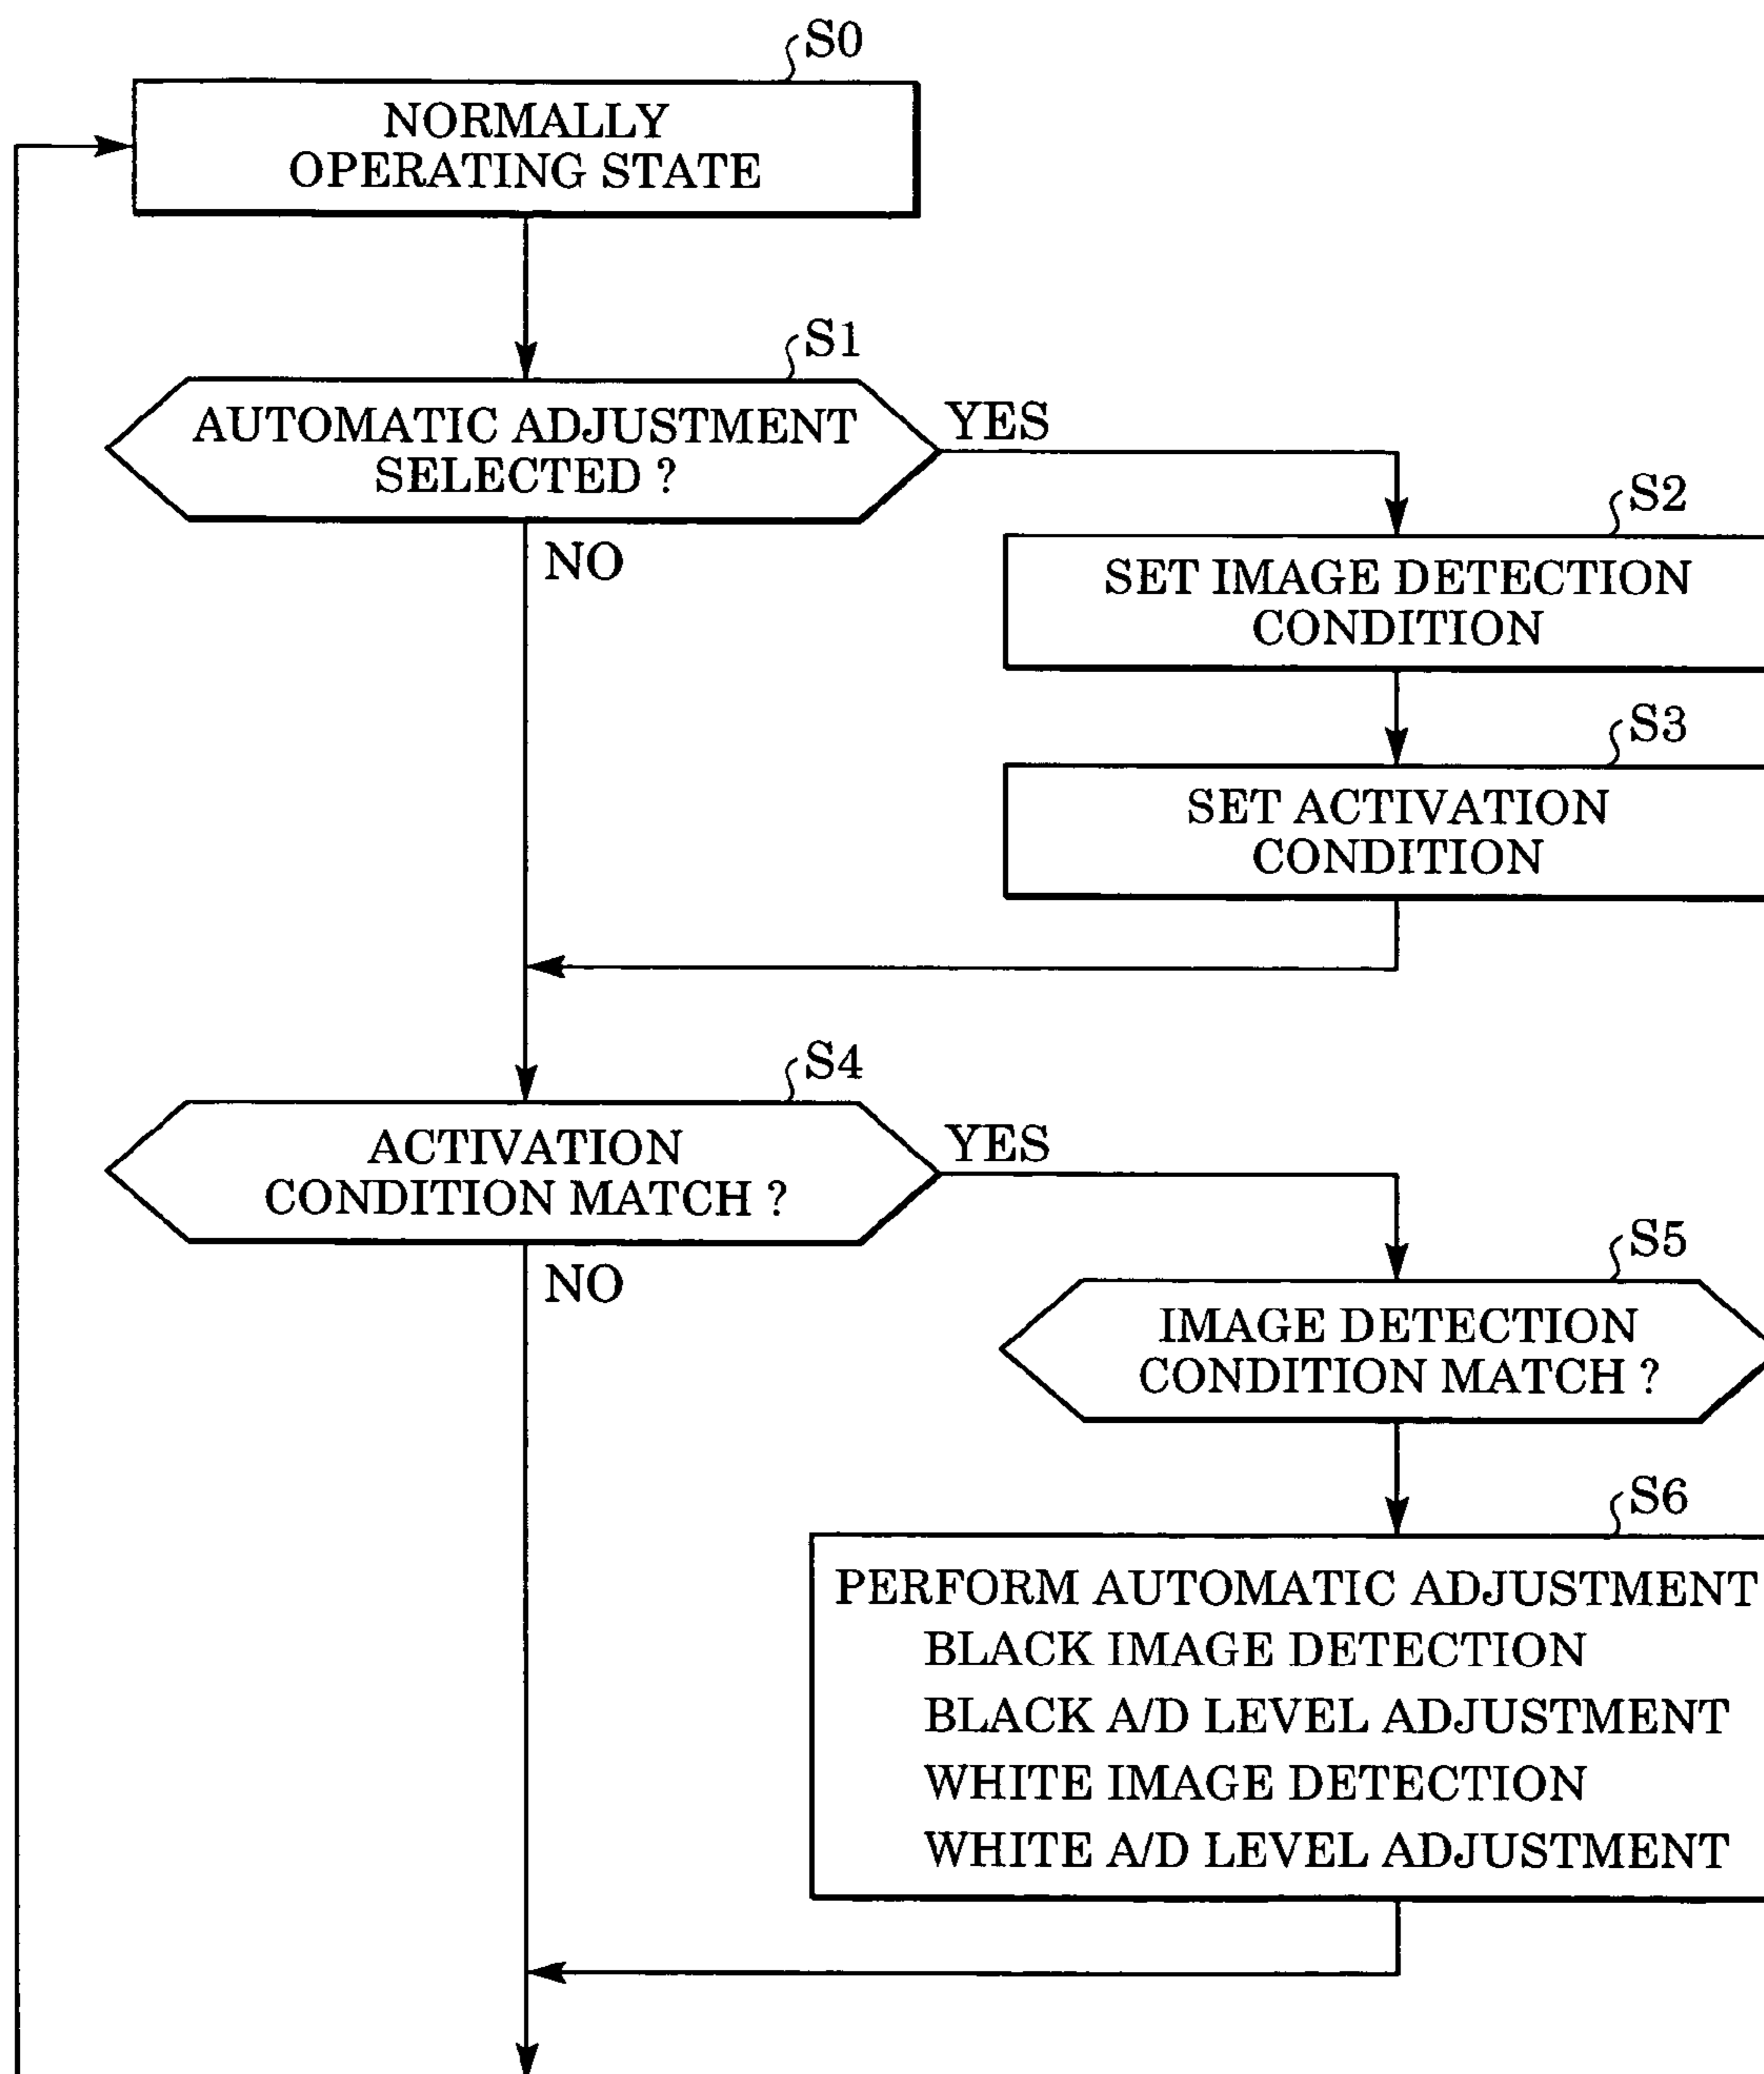 S0
NORMALLY
OPERATING STATE
S1
AUTOMATIC ADJUSTMENT
SELECTED ?
YES
NO
S2
SET IMAGE DETECTION
CONDITION
S3
SET ACTIVATION
CONDITION
S4
ACTIVATION
CONDITION MATCH ?
YES
NO
S5
IMAGE DETECTION
CONDITION MATCH ?
S6
PERFORM AUTOMATIC ADJUSTMENT
BLACK IMAGE DETECTION
BLACK A/D LEVEL ADJUSTMENT
WHITE IMAGE DETECTION
WHITE A/D LEVEL ADJUSTMENT